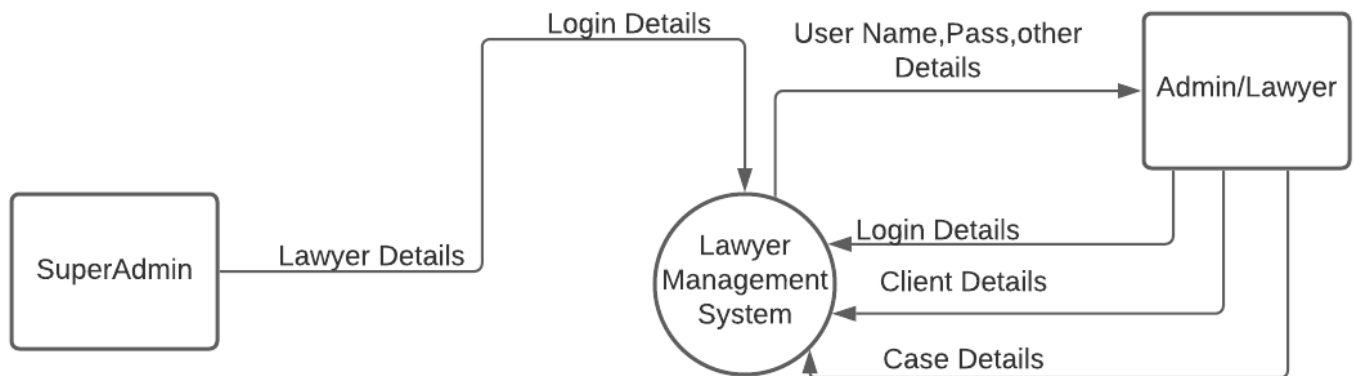 Login Details
User Name,Pass,other
Details
Admin/Lawyer
SuperAdmin
Lawyer Details
Lawyer
Management
System
Login Details
Client Details
Case Details